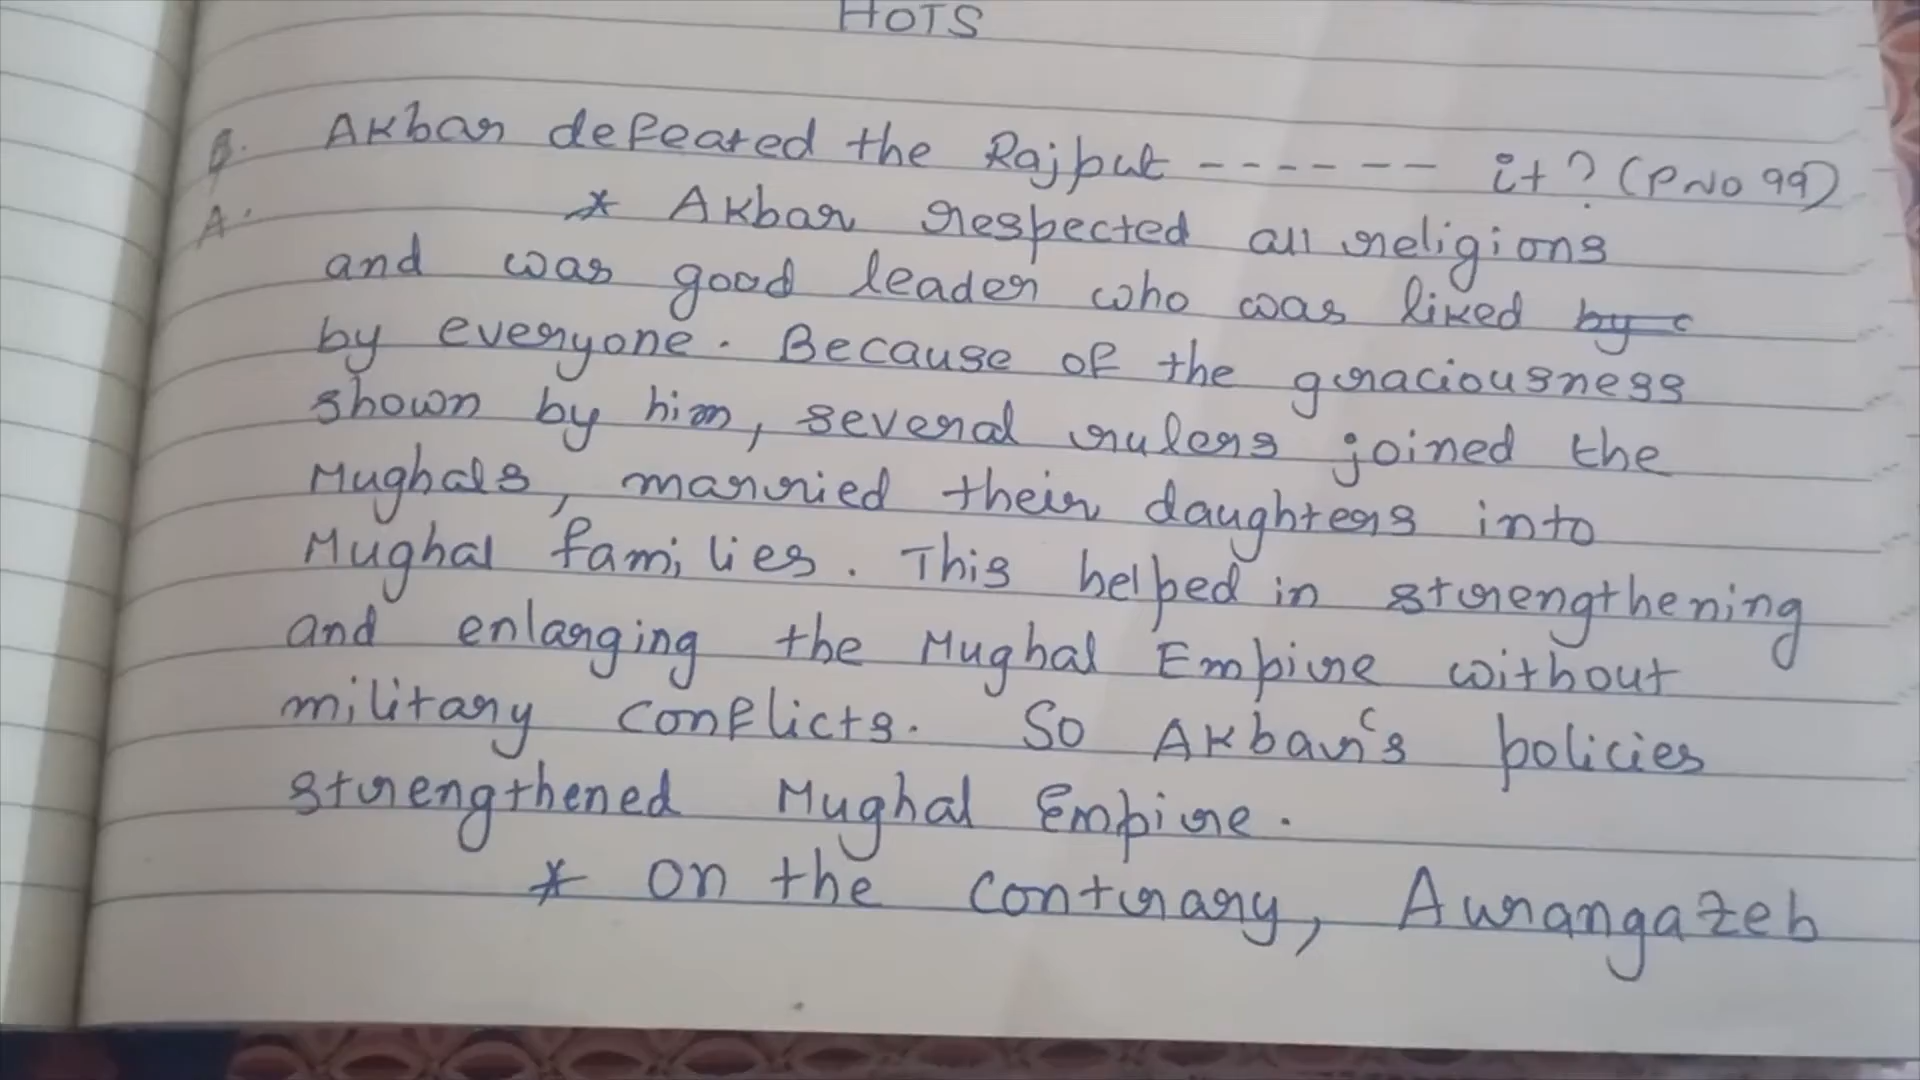 HOTS
Q. Akbar defeated the Rajput ------- it? (P No 99)
A. * Akbar respected all religions
and was good leader who was liked by
by everyone. Because of the graciousness
shown by him, several rulers joined the
Mughals, married their daughters into
Mughal families. This helped in strengthening
and enlarging the Mughal Empire without
military conflicts. So Akbar's policies
strengthened Mughal Empire.
* On the contrary, Aurangazeb